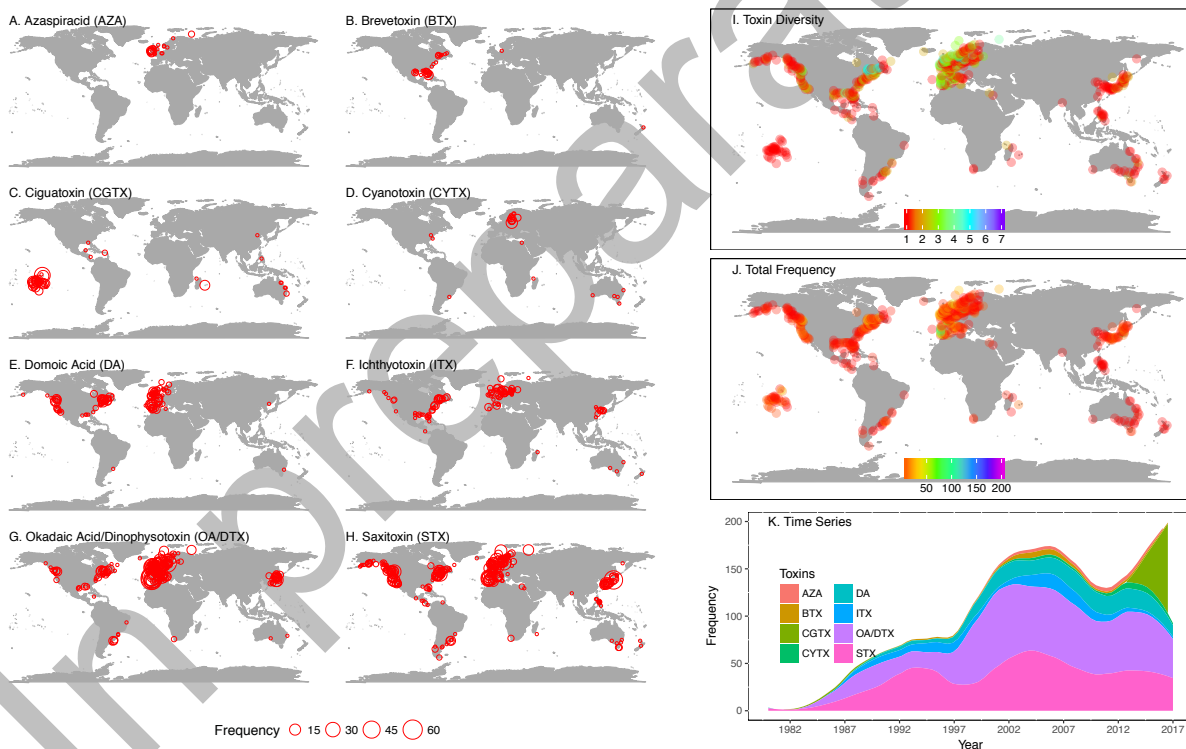 A. Azaspiracid (AZA)
B. Brevetoxin (BTX)
C. Ciguatoxin (CGTX)
D. Cyanotoxin (CYTX)
E. Domoic Acid (DA)
F. Ichthyotoxin (ITX)
G. Okadaic Acid/Dinophysotoxin (OA/DTX)
H. Saxitoxin (STX)
Frequency 15 30 45 60
I. Toxin Diversity
1 2 3 4 5 6 7
J. Total Frequency
50 100 150 200
K. Time Series
Toxins
AZA
BTX
CGTX
CYTX
DA
ITX
OA/DTX
STX
Frequency
200
150
100
50
0
1982 1987 1992 1997 2002 2007 2012 2017
Year
In preparat